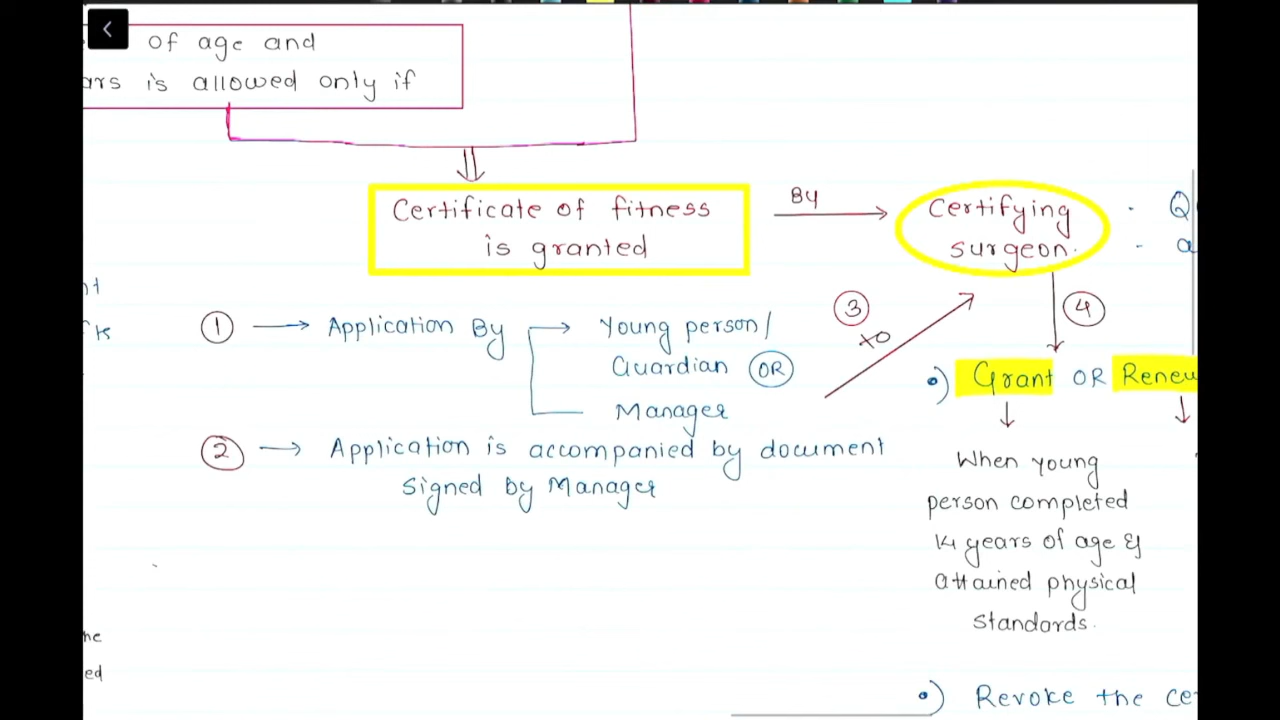 of age and
ars is allowed only if
Certificate of fitness
is granted
By
Certifying
surgeon.
1 Application By
Young person/
Guardian OR
Manager
2 Application is accompanied by document
signed by Manager
3
to
4
Grant OR Renew
When young
person completed
14 years of age &
attained physical
standards.
Revoke the ce